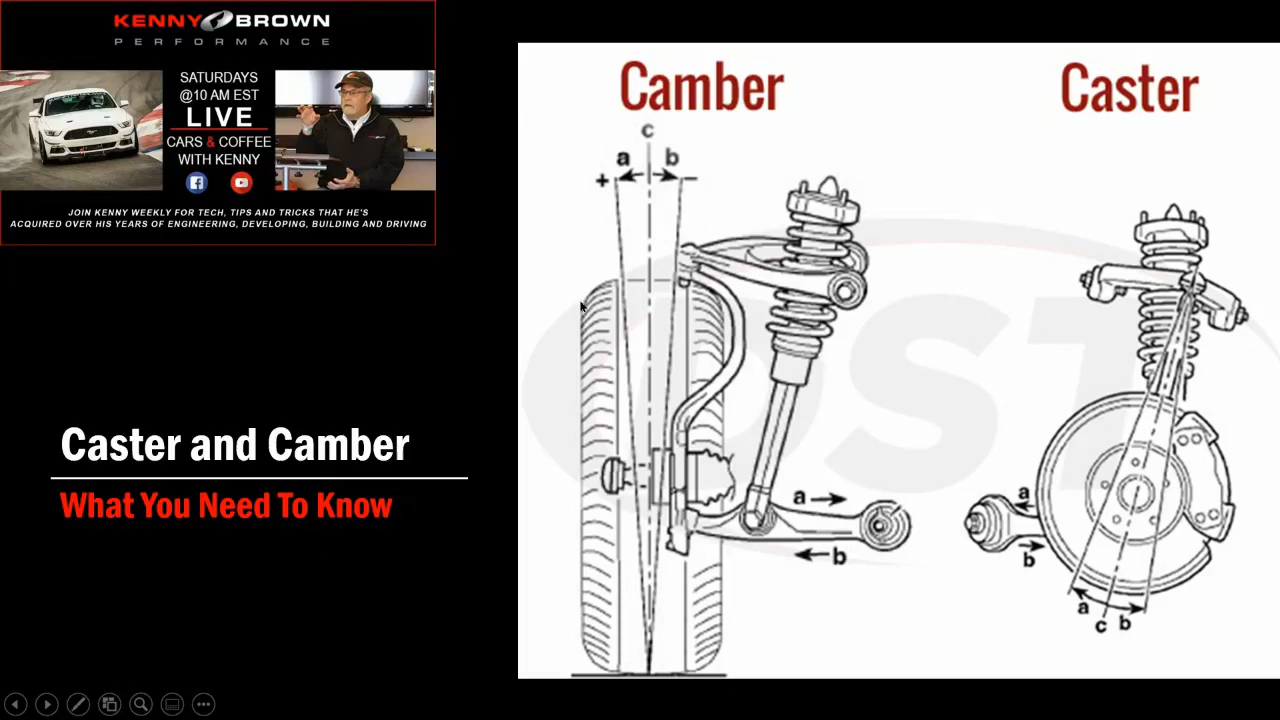 KENNY BROWN
PERFORMANCE
SATURDAYS
@10 AM EST
LIVE
CARS & COFFEE
WITH KENNY
JOIN KENNY WEEKLY FOR TECH, TIPS AND TRICKS THAT HE'S
ACQUIRED OVER HIS YEARS OF ENGINEERING, DEVELOPING, BUILDING AND DRIVING
Caster and Camber
What You Need To Know
Camber
c
a b
+ −
a
b
Caster
a
b
a
c b
DST